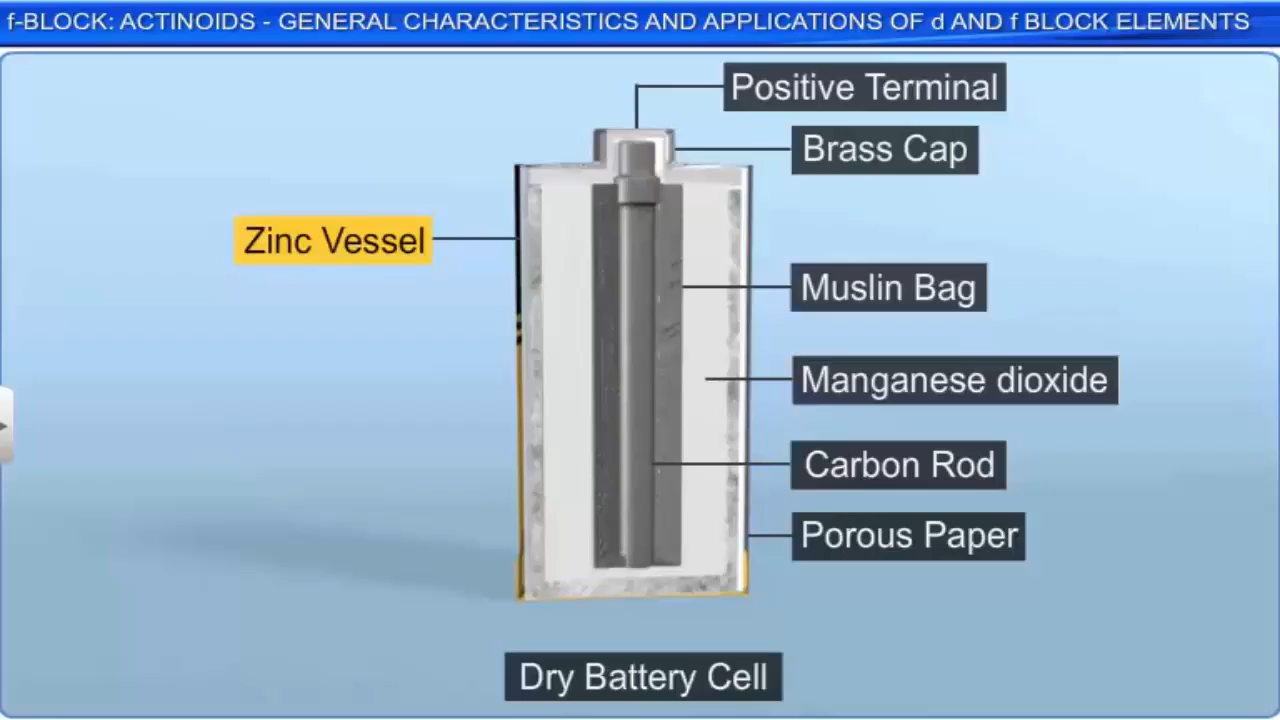 f-BLOCK: ACTINOIDS - GENERAL CHARACTERISTICS AND APPLICATIONS OF d AND f BLOCK ELEMENTS
Positive Terminal
Brass Cap
Zinc Vessel
Muslin Bag
Manganese dioxide
Carbon Rod
Porous Paper
Dry Battery Cell